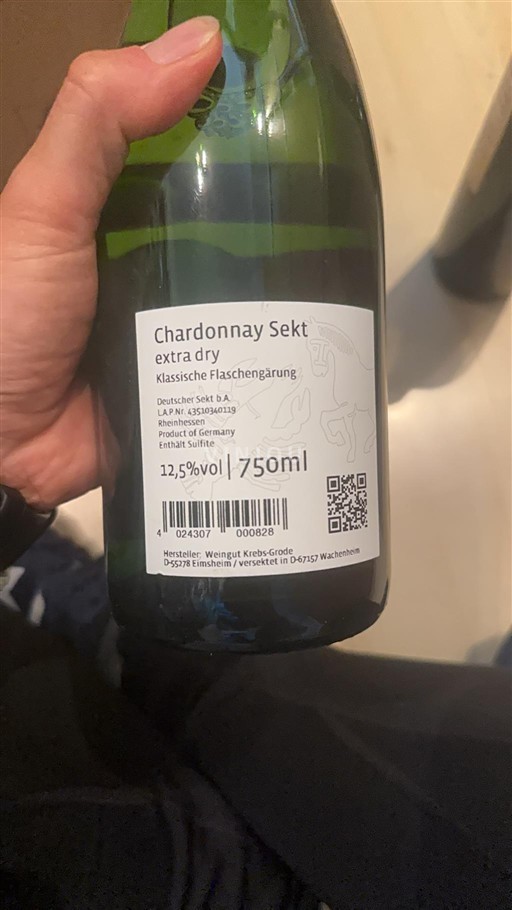 Chardonnay Sekt
extra dry
Klassische Flaschengärung
Deutscher Sekt b.A.
L.A.P.Nr. 43510340119
Rheinhessen
Product of Germany
Enthält Sulfite
12,5%vol | 750ml
4 024307 000828
Hersteller: Weingut Krebs-Grode
D-55278 Eimsheim / versektet in D-67157 Wachenheim